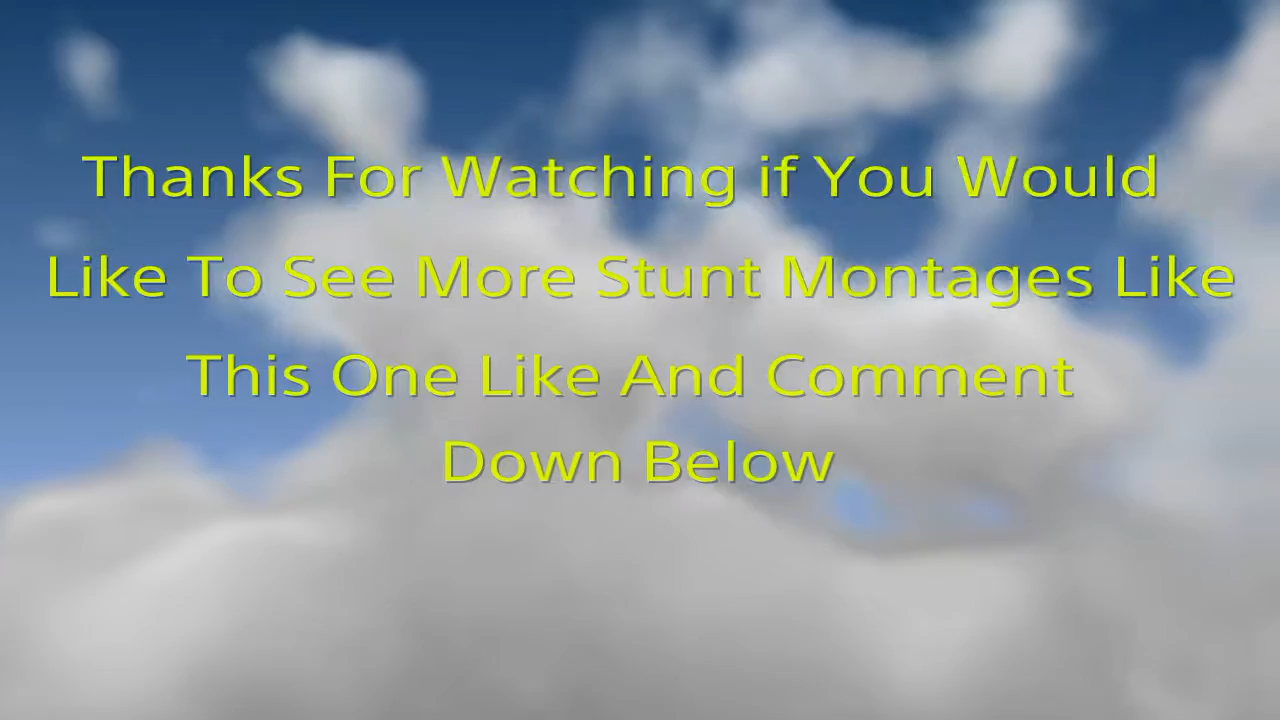 Thanks For Watching if You Would
Like To See More Stunt Montages Like
This One Like And Comment
Down Below